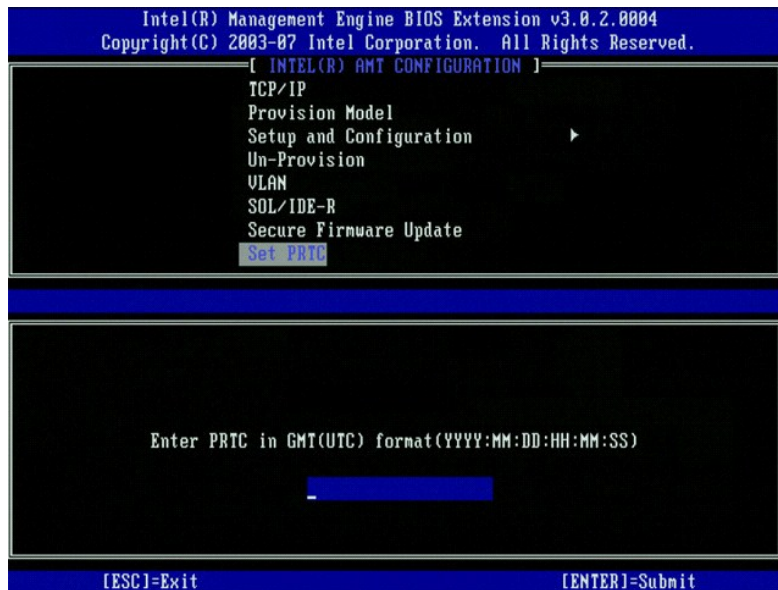 Intel(R) Management Engine BIOS Extension v3.0.2.0004
Copyright(C) 2003-07 Intel Corporation. All Rights Reserved.
[ INTEL(R) AMT CONFIGURATION ]
TCP/IP
Provision Model
Setup and Configuration
Un-Provision
VLAN
SOL/IDE-R
Secure Firmware Update
Set PRTC
Enter PRTC in GMT(UTC) format(YYYY:MM:DD:HH:MM:SS)
[ESC]=Exit [ENTER]=Submit